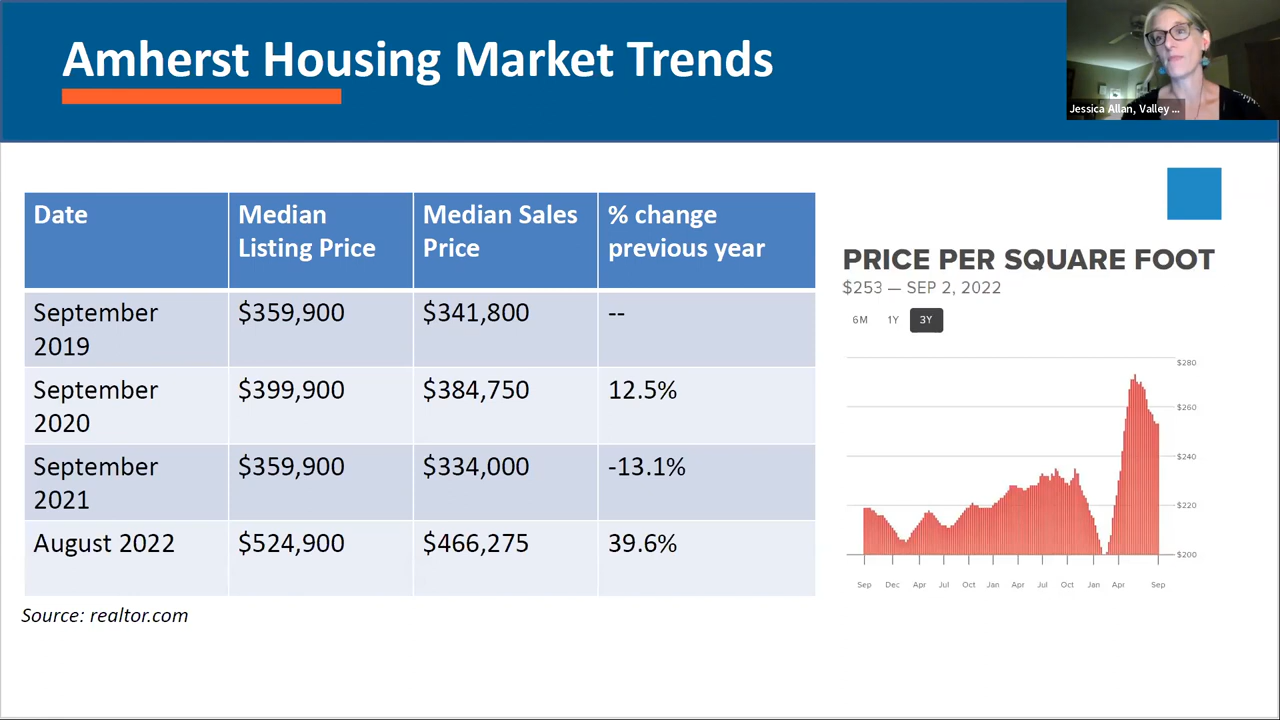 Amherst Housing Market Trends
Jessica Allan, Valley ...
Date
Median
Listing Price
Median Sales
Price
% change
previous year
September
2019
$359,900
$341,800
--
September
2020
$399,900
$384,750
12.5%
September
2021
$359,900
$334,000
-13.1%
August 2022
$524,900
$466,275
39.6%
Source: realtor.com
PRICE PER SQUARE FOOT
$253 — SEP 2, 2022
6M 1Y 3Y
$280
$260
$240
$220
$200
Sep Dec Apr Jul Oct Jan Apr Jul Oct Jan Apr Sep